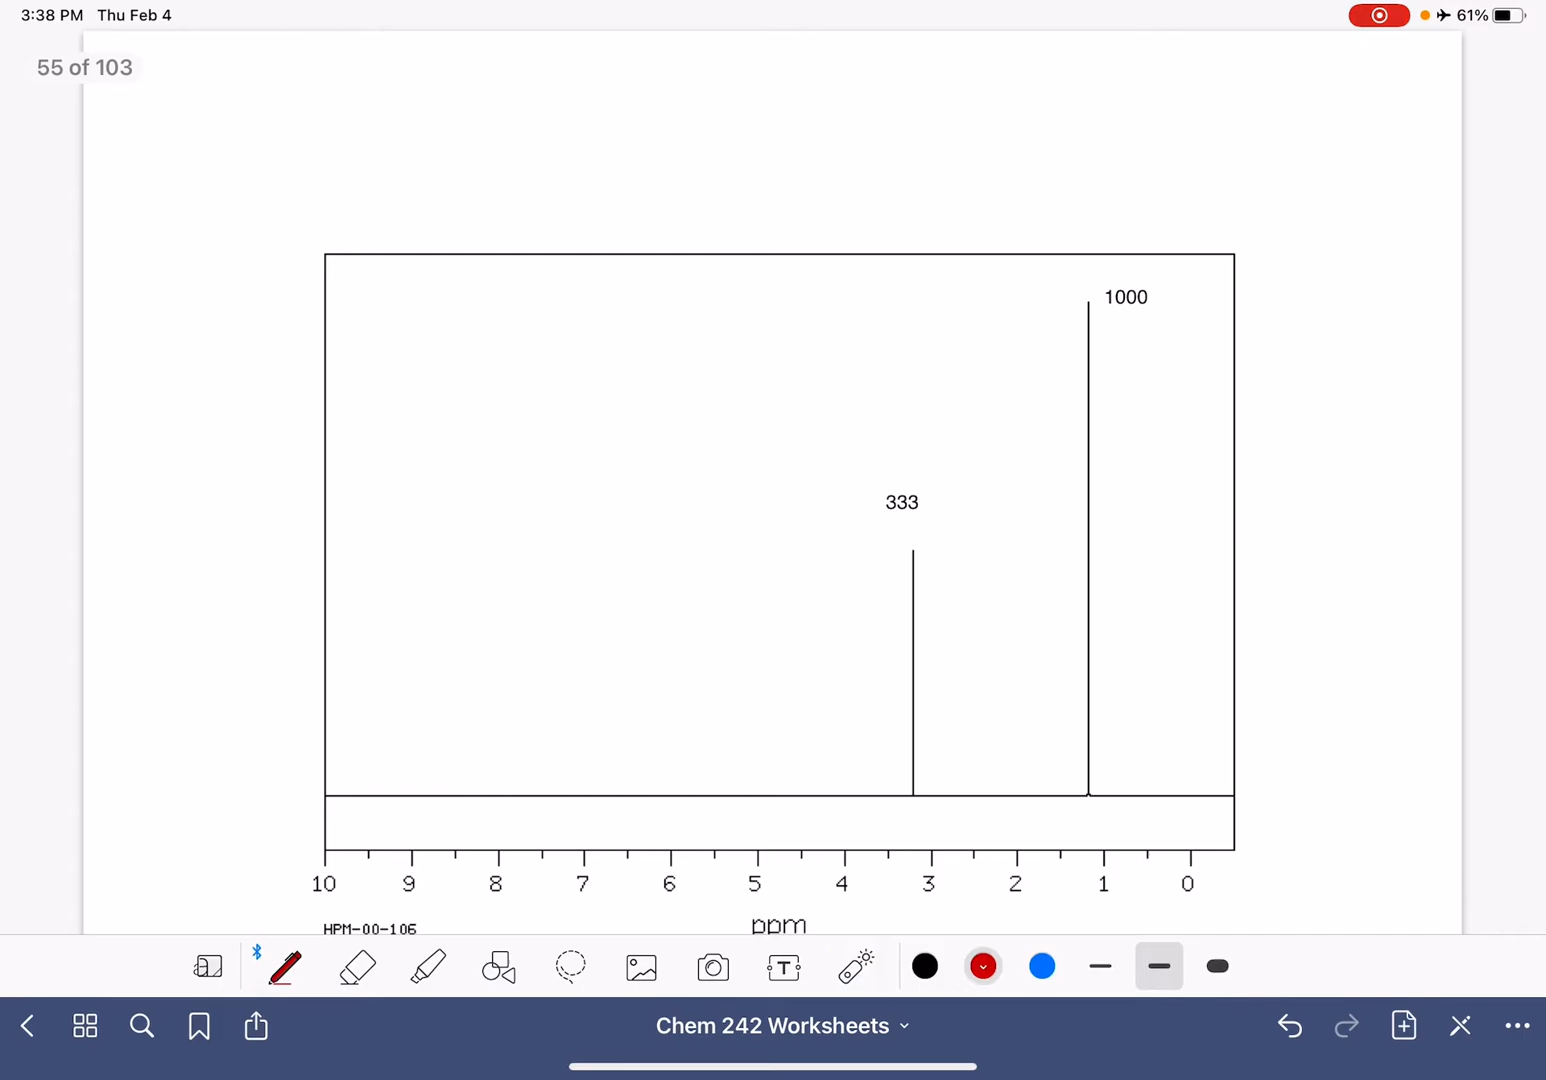 3:38 PM Thu Feb 4
61%
55 of 103
1000
333
10 9 8 7 6 5 4 3 2 1 0
HPM-00-106
ppm
T
Chem 242 Worksheets